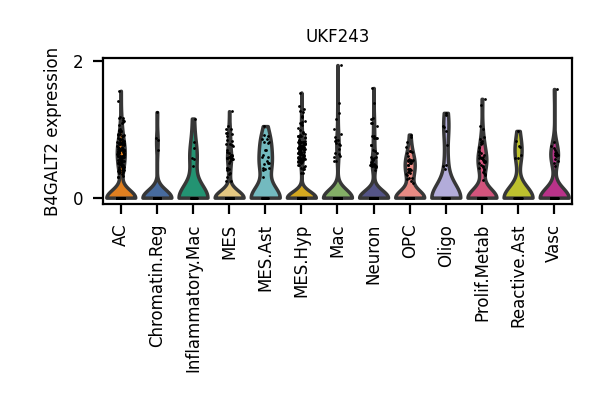 UKF243
B4GALT2 expression
2
0
AC
Chromatin.Reg
Inflammatory.Mac
MES
MES.Ast
MES.Hyp
Mac
Neuron
OPC
Oligo
Prolif.Metab
Reactive.Ast
Vasc